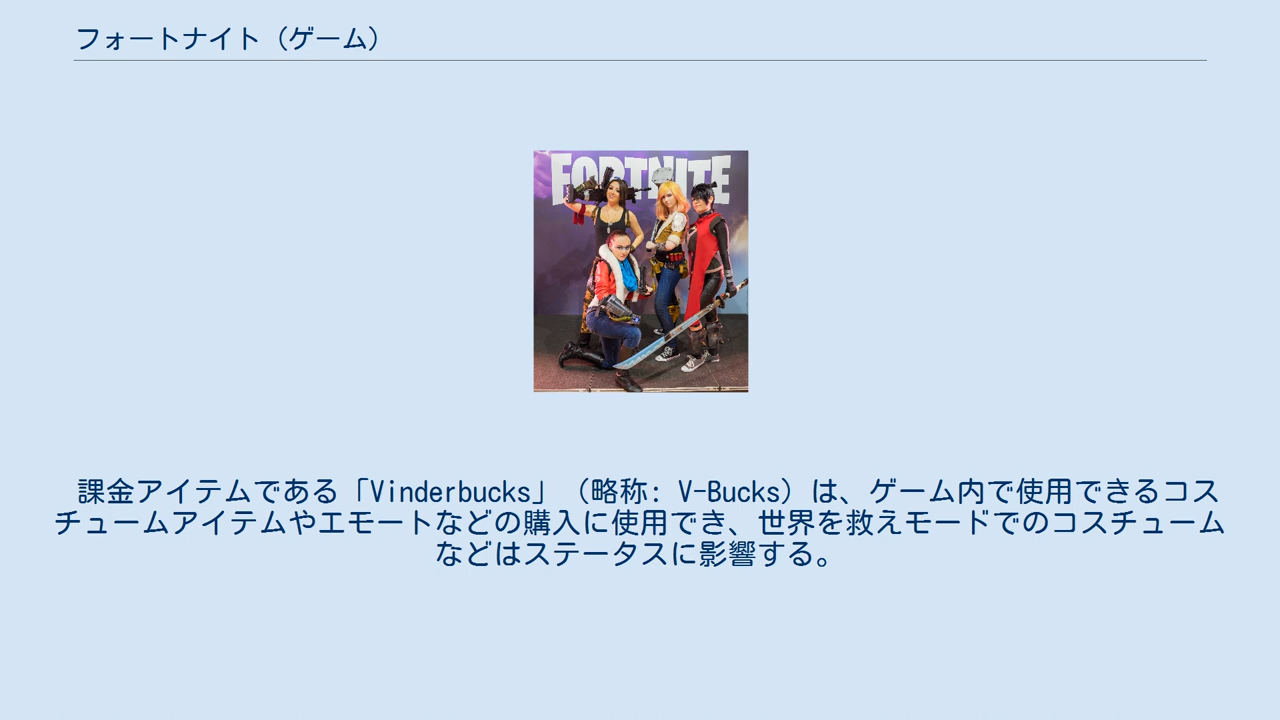 フォートナイト（ゲーム）
FORTNITE
課金アイテムである「Vinderbucks」（略称: V-Bucks）は、ゲーム内で使用できるコス
チュームアイテムやエモートなどの購入に使用でき、世界を救えモードでのコスチューム
などはステータスに影響する。